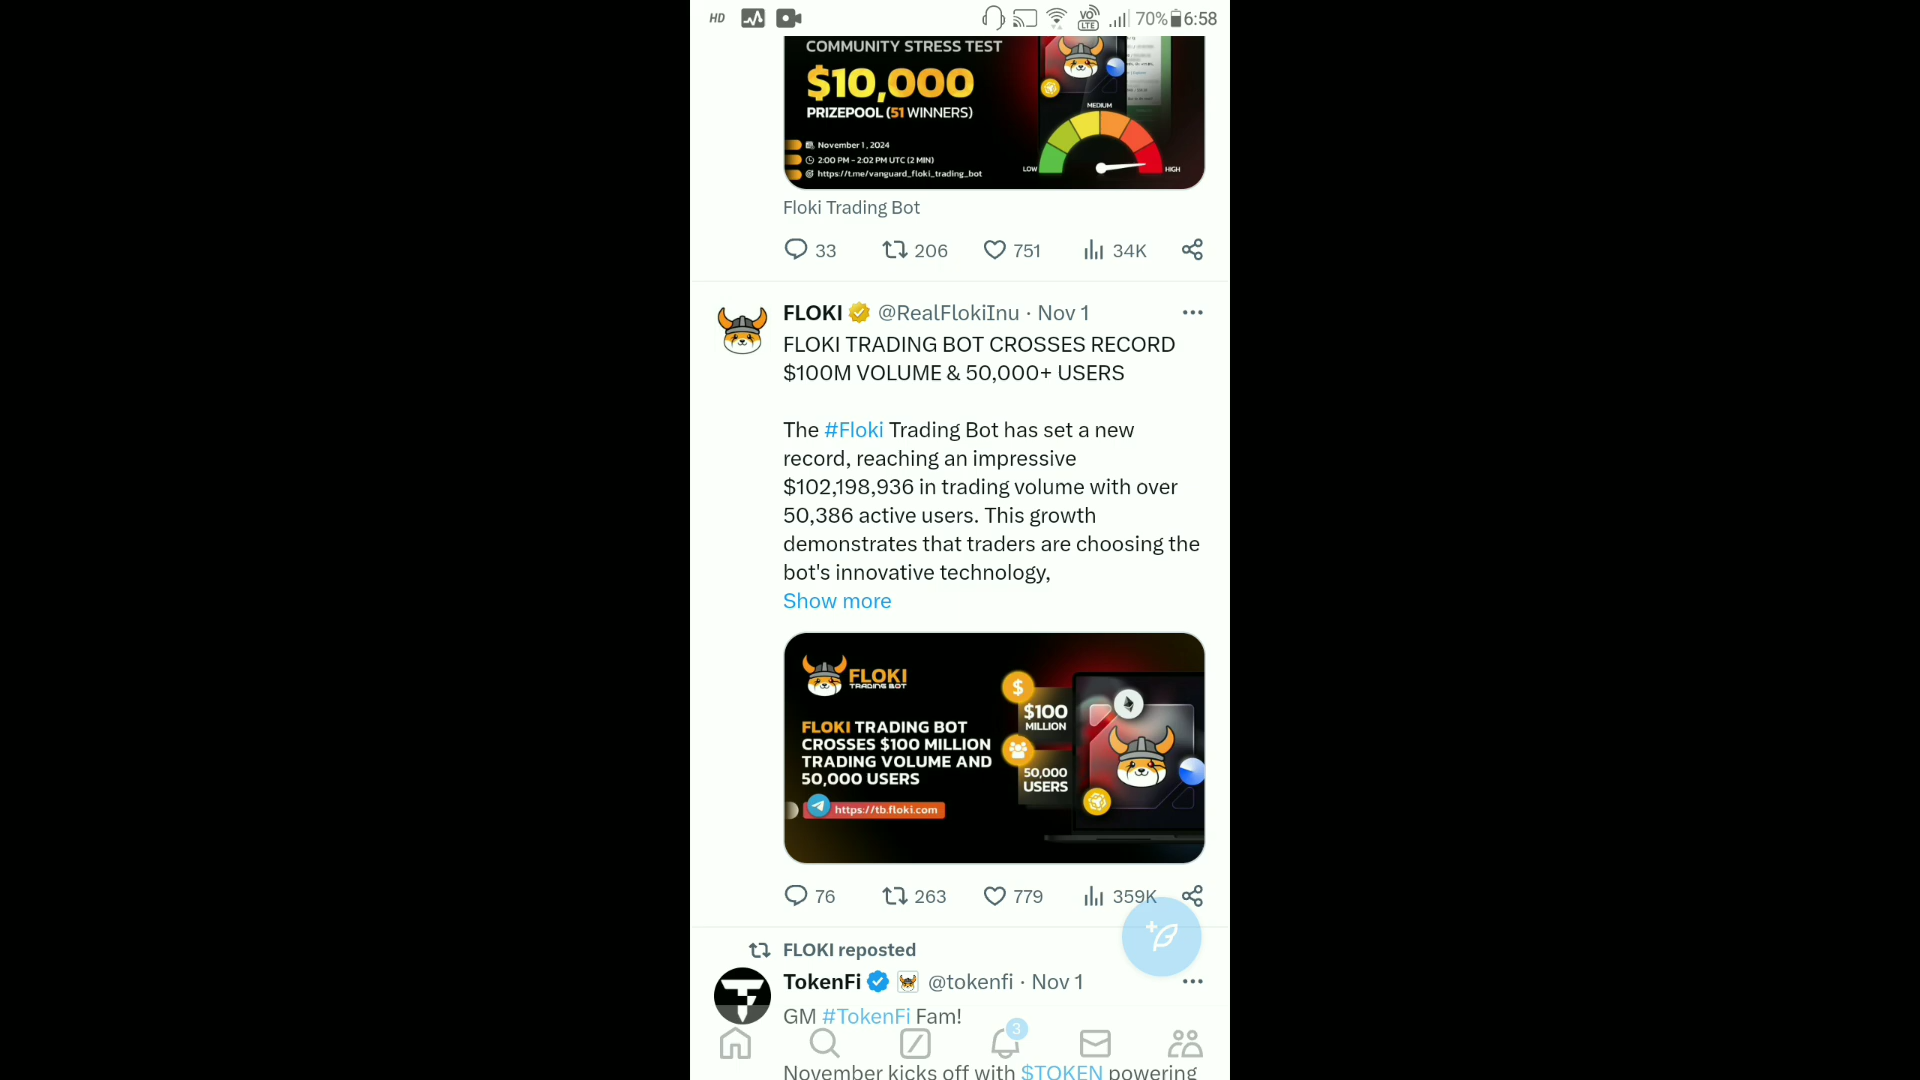 HD
VO
LTE
70%
6:58
COMMUNITY STRESS TEST
$10,000
PRIZEPOOL (51 WINNERS)
November 1, 2024
2:00 PM - 2:02 PM UTC (2 MIN)
https://t.me/vanguard_floki_trading_bot
MEDIUM
LOW
HIGH
Floki Trading Bot
33 206 751 34K
FLOKI @RealFlokiInu · Nov 1
FLOKI TRADING BOT CROSSES RECORD
$100M VOLUME & 50,000+ USERS
The #Floki Trading Bot has set a new
record, reaching an impressive
$102,198,936 in trading volume with over
50,386 active users. This growth
demonstrates that traders are choosing the
bot's innovative technology,
Show more
FLOKI
TRADING BOT
FLOKI TRADING BOT
CROSSES $100 MILLION
TRADING VOLUME AND
50,000 USERS
https://tb.floki.com
$
$100
MILLION
50,000
USERS
76 263 779 359K
FLOKI reposted
TokenFi @tokenfi · Nov 1
GM #TokenFi Fam!
3
November kicks off with $TOKEN powering